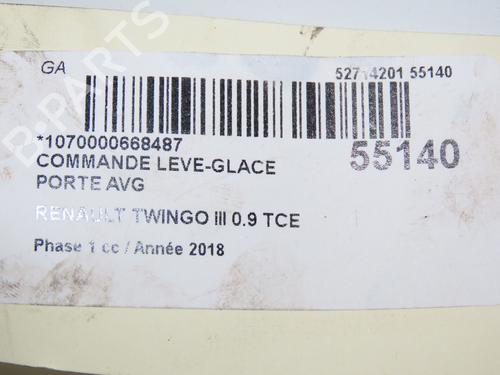 GA
52714201 55140
*1070000668487
55140
COMMANDE LEVE-GLACE
PORTE AVG
RENAULT TWINGO III 0.9 TCE
Phase 1 cc / Année 2018
B-PARTS